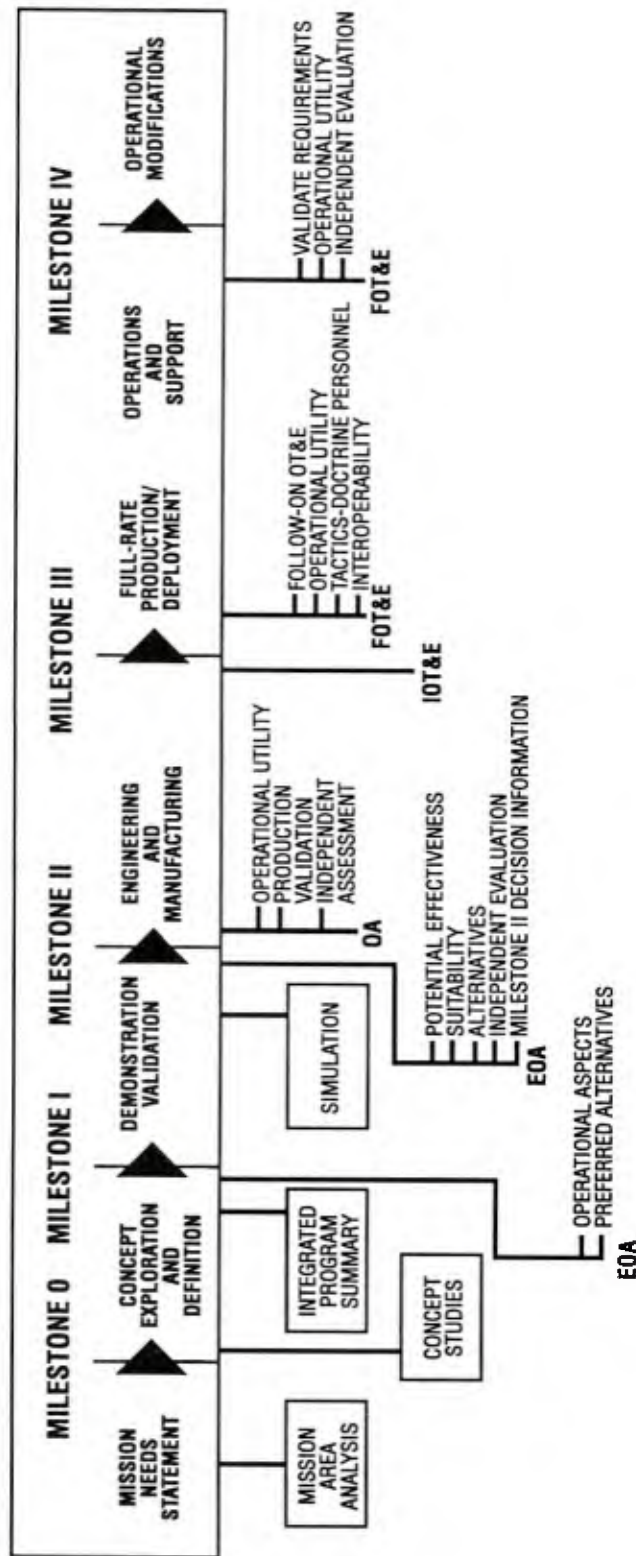 MILESTONE 0
MILESTONE I
MILESTONE II
MILESTONE III
MILESTONE IV
MISSION
NEEDS
STATEMENT
CONCEPT
EXPLORATION
AND
DEFINITION
DEMONSTRATION
VALIDATION
ENGINEERING
AND
MANUFACTURING
FULL-RATE
PRODUCTION/
DEPLOYMENT
OPERATIONS
AND
SUPPORT
OPERATIONAL
MODIFICATIONS
MISSION
AREA
ANALYSIS
CONCEPT
STUDIES
INTEGRATED
PROGRAM
SUMMARY
OPERATIONAL ASPECTS
PREFERRED ALTERNATIVES
EOA
SIMULATION
POTENTIAL EFFECTIVENESS
SUITABILITY
ALTERNATIVES
INDEPENDENT EVALUATION
MILESTONE II DECISION INFORMATION
EOA
OPERATIONAL UTILITY
PRODUCTION
VALIDATION
INDEPENDENT
ASSESSMENT
OA
IOT&E
FOLLOW-ON OT&E
OPERATIONAL UTILITY
TACTICS-DOCTRINE PERSONNEL
INTEROPERABILITY
FOT&E
VALIDATE REQUIREMENTS
OPERATIONAL UTILITY
INDEPENDENT EVALUATION
FOT&E